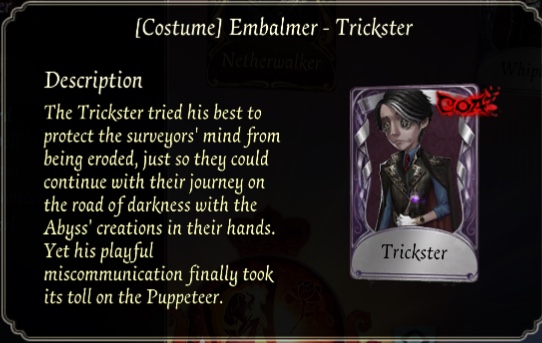 [Costume] Embalmer - Trickster
Netherwalker
Description
The Trickster tried his best to
protect the surveyors' mind from
being eroded, just so they could
continue with their journey on
the road of darkness with the
Abyss' creations in their hands.
Yet his playful
miscommunication finally took
its toll on the Puppeteer.
COA
Trickster